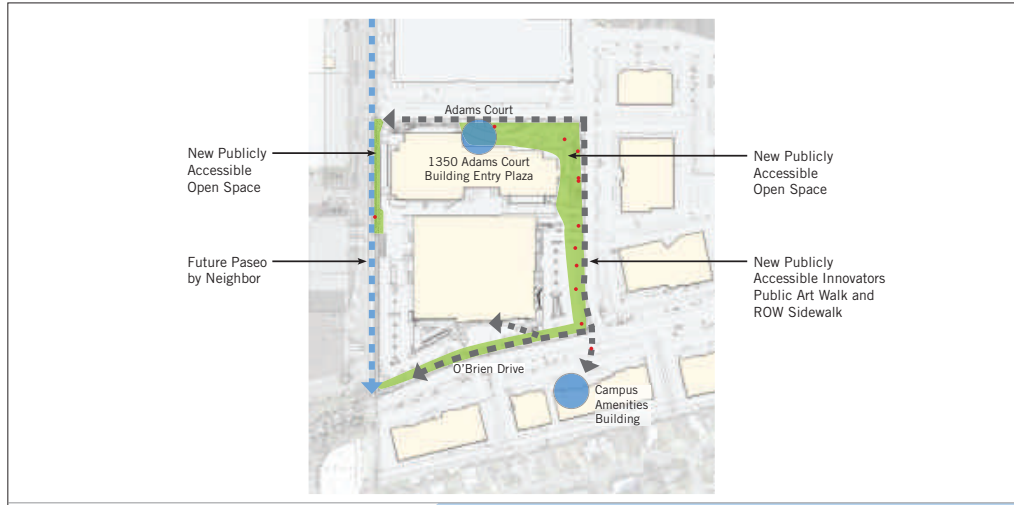 Adams Court
New Publicly
Accessible
Open Space
1350 Adams Court
Building Entry Plaza
New Publicly
Accessible
Open Space
Future Paseo
by Neighbor
New Publicly
Accessible Innovators
Public Art Walk and
ROW Sidewalk
O'Brien Drive
Campus
Amenities
Building